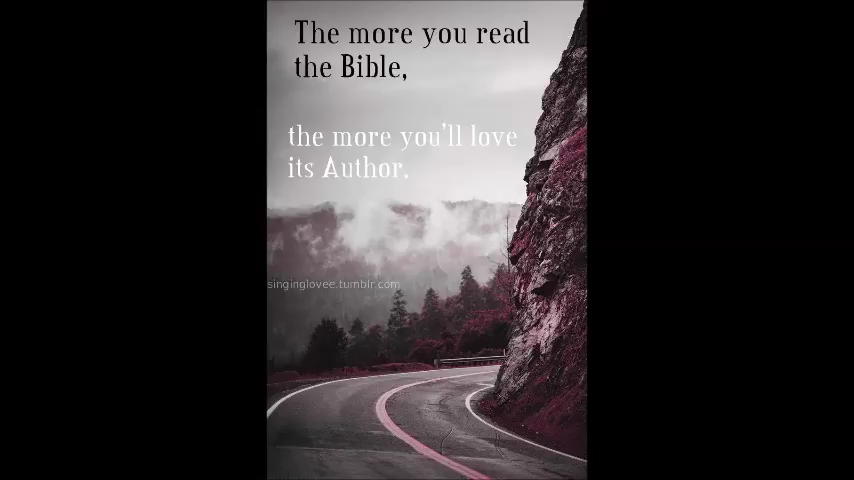 The more you read
the Bible,
the more you'll love
its Author.
singinglovee.tumblr.com